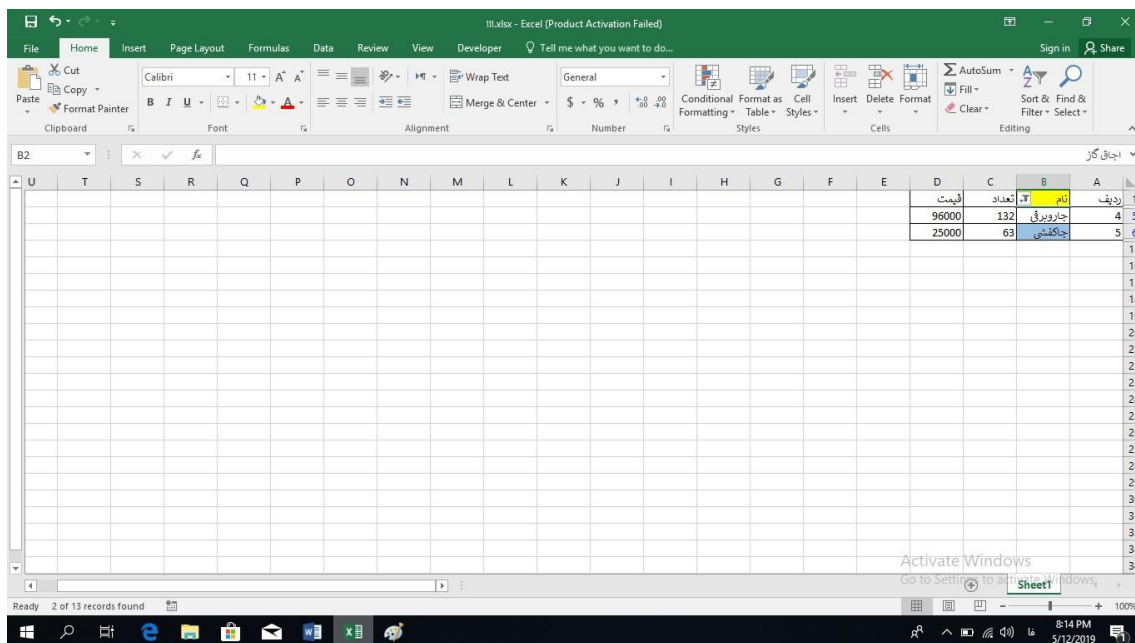 111.xlsx - Excel (Product Activation Failed)
File Home Insert Page Layout Formulas Data Review View Developer Tell me what you want to do... Sign in Share
Cut
Copy
Format Painter
Paste
Clipboard
Calibri 11
B I U
Font
Wrap Text
Merge & Center
Alignment
General
$ % ,
Number
Conditional Formatting
Format as Table
Cell Styles
Styles
Insert Delete Format
Cells
AutoSum
Fill
Clear
Sort & Filter
Find & Select
Editing
B2 fx اجاق گاز
U T S R Q P O N M L K J I H G F E D C B A
ردیف نام تعداد قیمت
4 جاروبرقی 132 96000
5 جاکفشی 63 25000
Activate Windows
Go to Settings to activate Windows.
Sheet1
Ready 2 of 13 records found 100%
فا 8:14 PM
5/12/2019